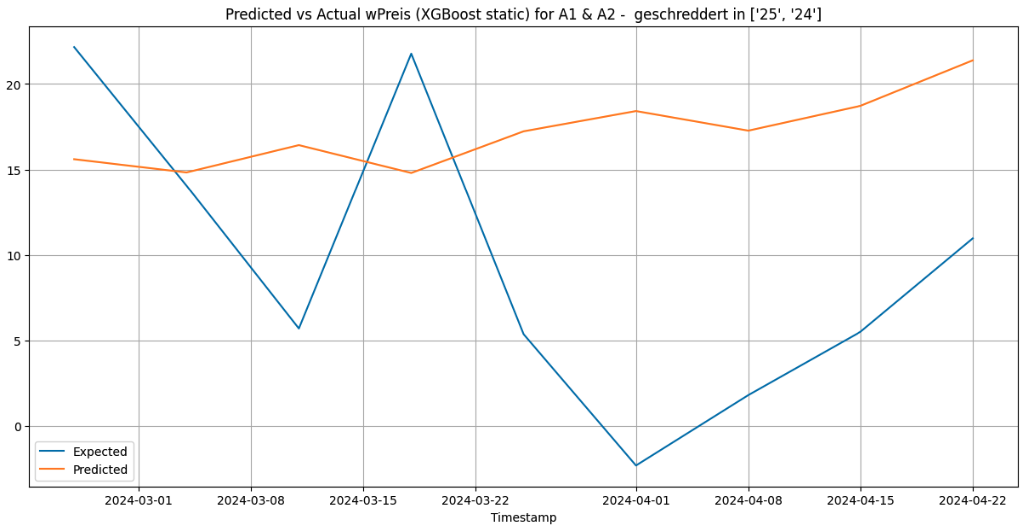 Predicted vs Actual wPreis (XGBoost static) for A1 & A2 -  geschreddert in ['25', '24']
20
15
10
5
0
Expected
Predicted
2024-03-01 2024-03-08 2024-03-15 2024-03-22 2024-04-01 2024-04-08 2024-04-15 2024-04-22
Timestamp